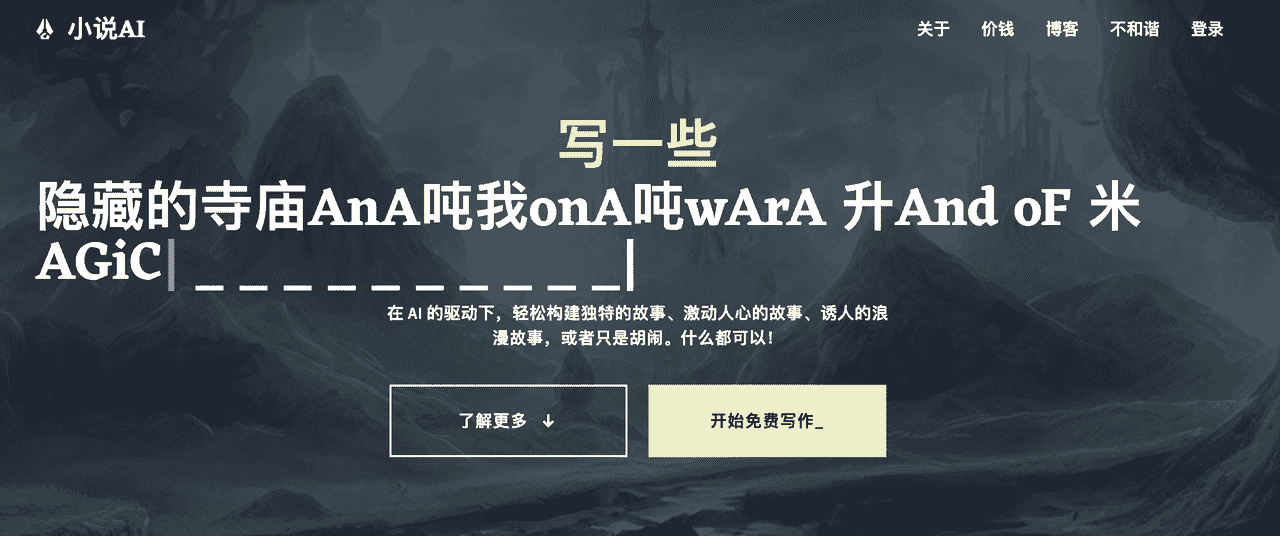 小说AI
关于 价钱 博客 不和谐 登录
写一些
隐藏的寺庙AnA吨我onA吨wArA 升And oF 米
AGiC|__________|
在 AI 的驱动下，轻松构建独特的故事、激动人心的故事、诱人的浪
漫故事，或者只是胡闹。什么都可以！
了解更多 ↓
开始免费写作_